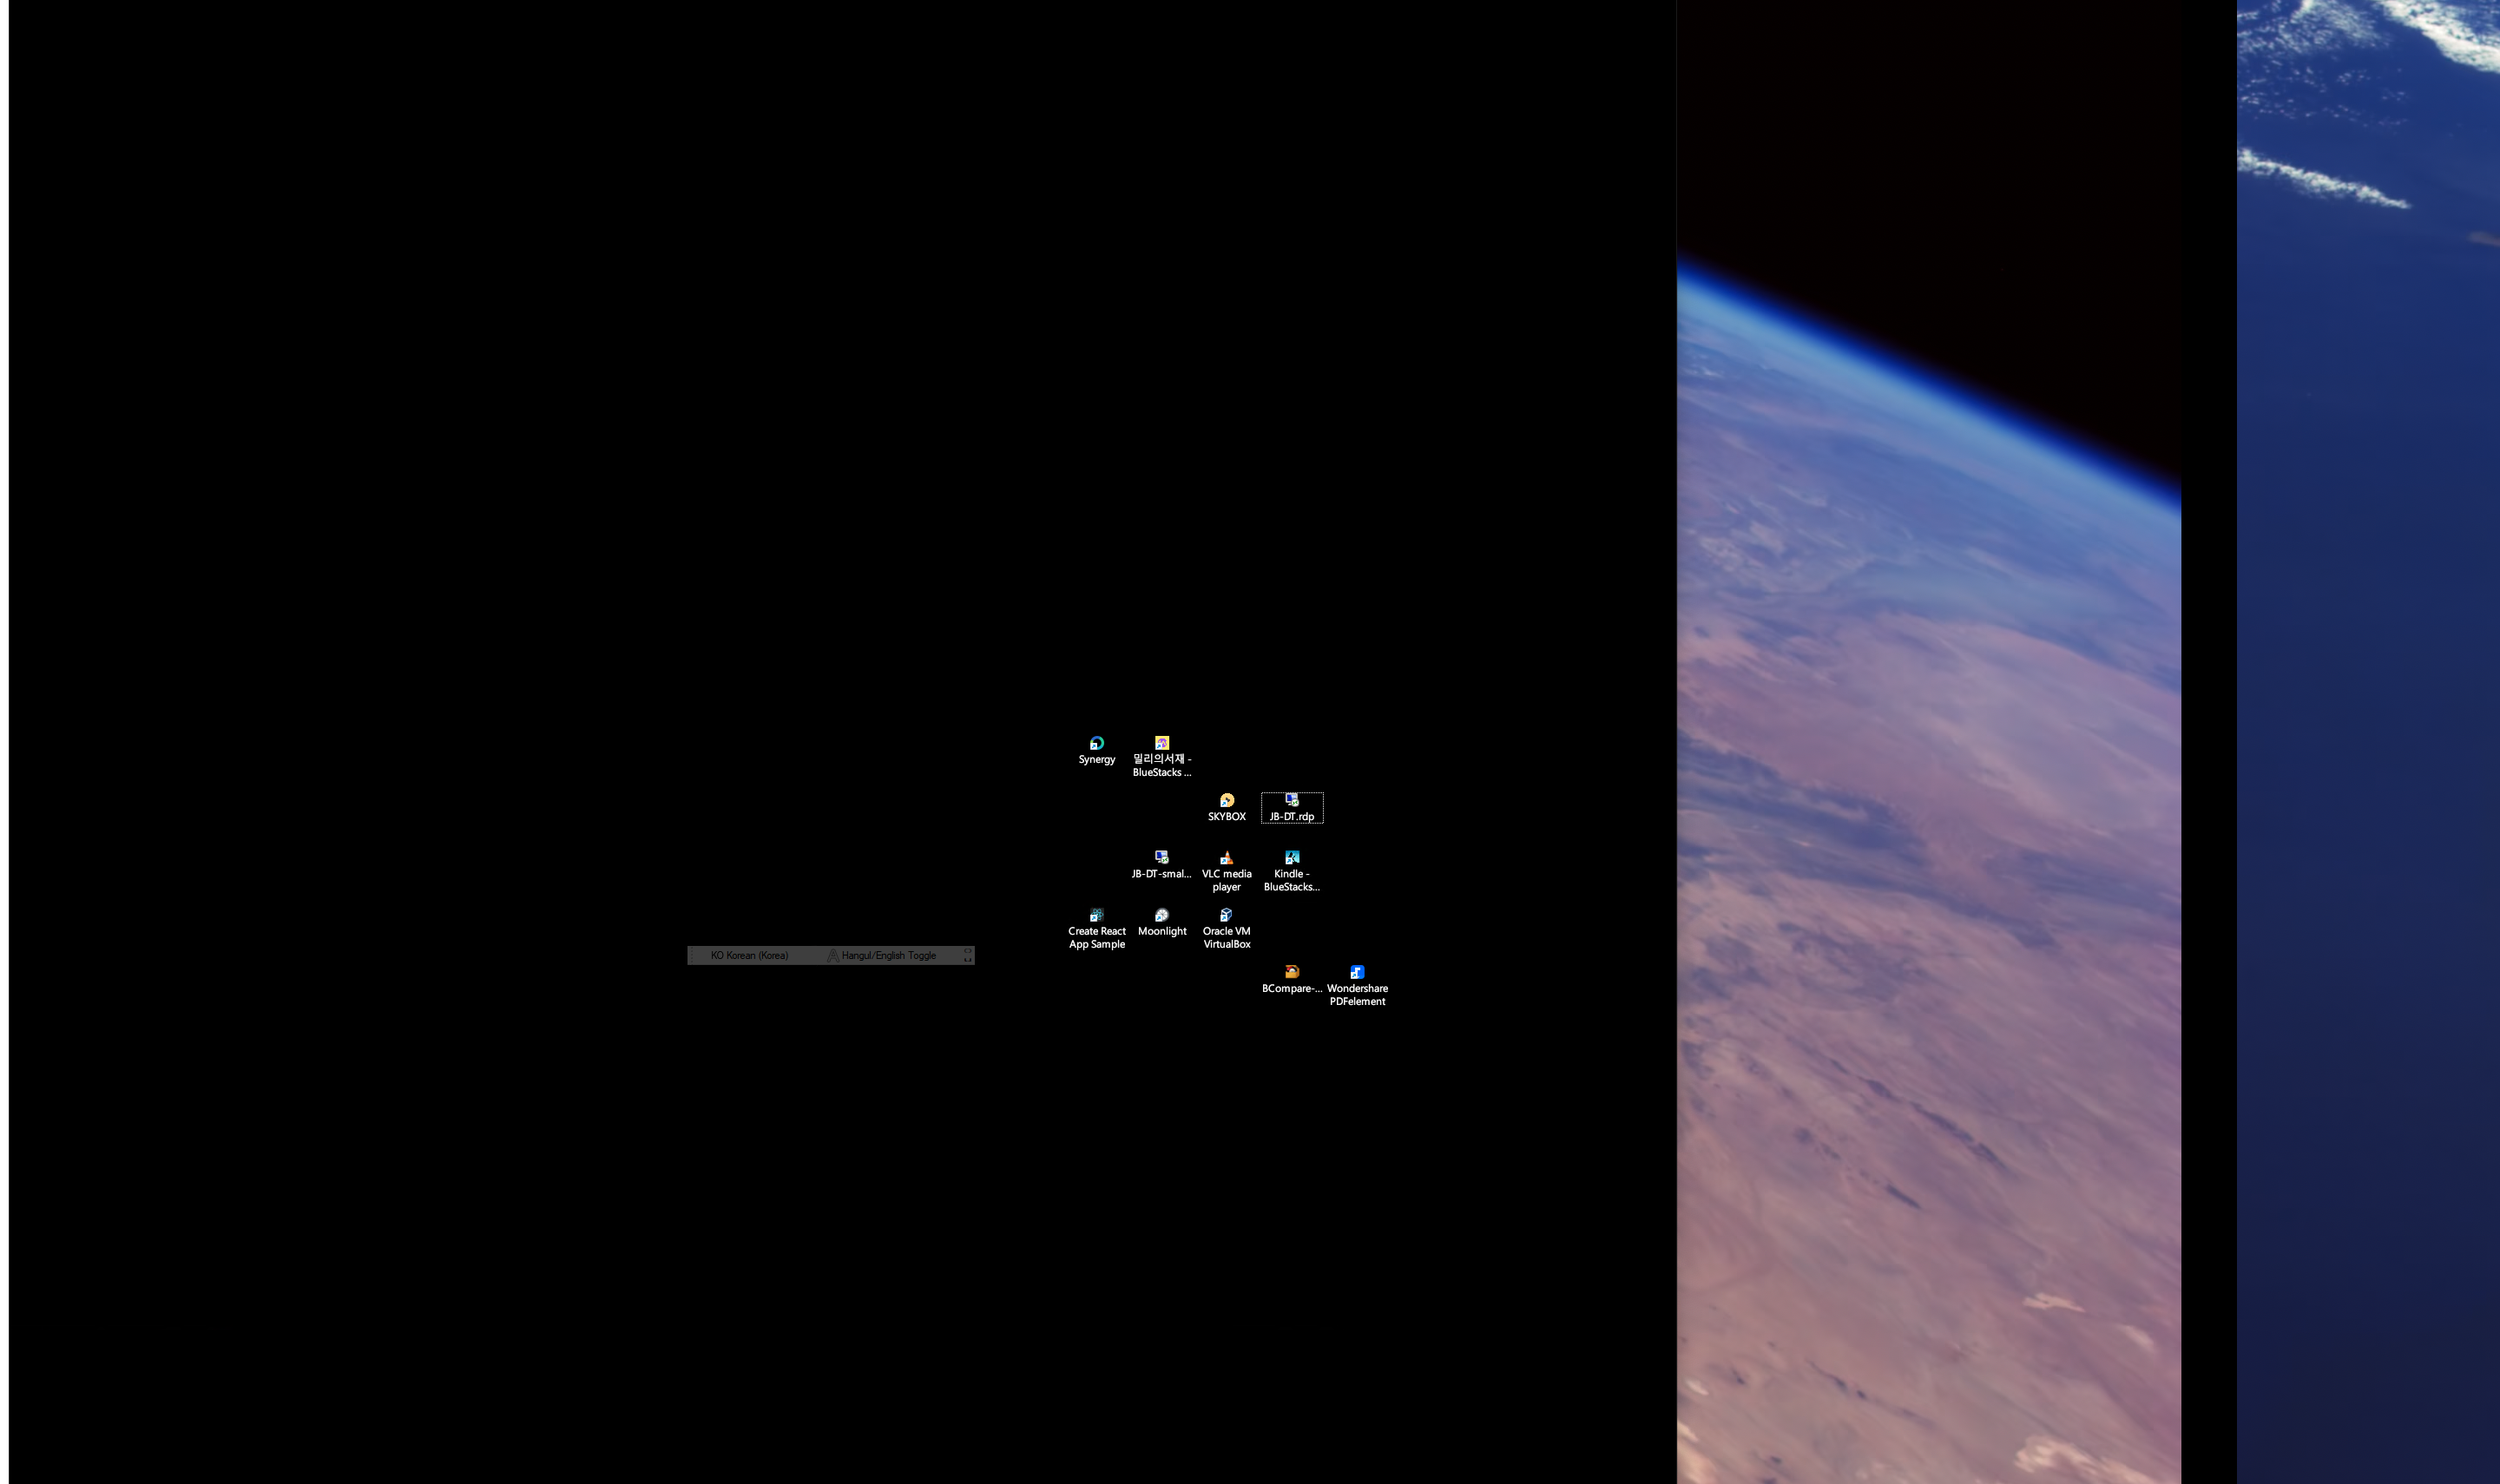 Synergy
밀리의서재 -
BlueStacks ...
SKYBOX
JB-DT.rdp
JB-DT-smal...
VLC media
player
Kindle -
BlueStacks...
Create React
App Sample
Moonlight
Oracle VM
VirtualBox
KO Korean (Korea)
Hangul/English Toggle
BCompare-...
Wondershare
PDFelement